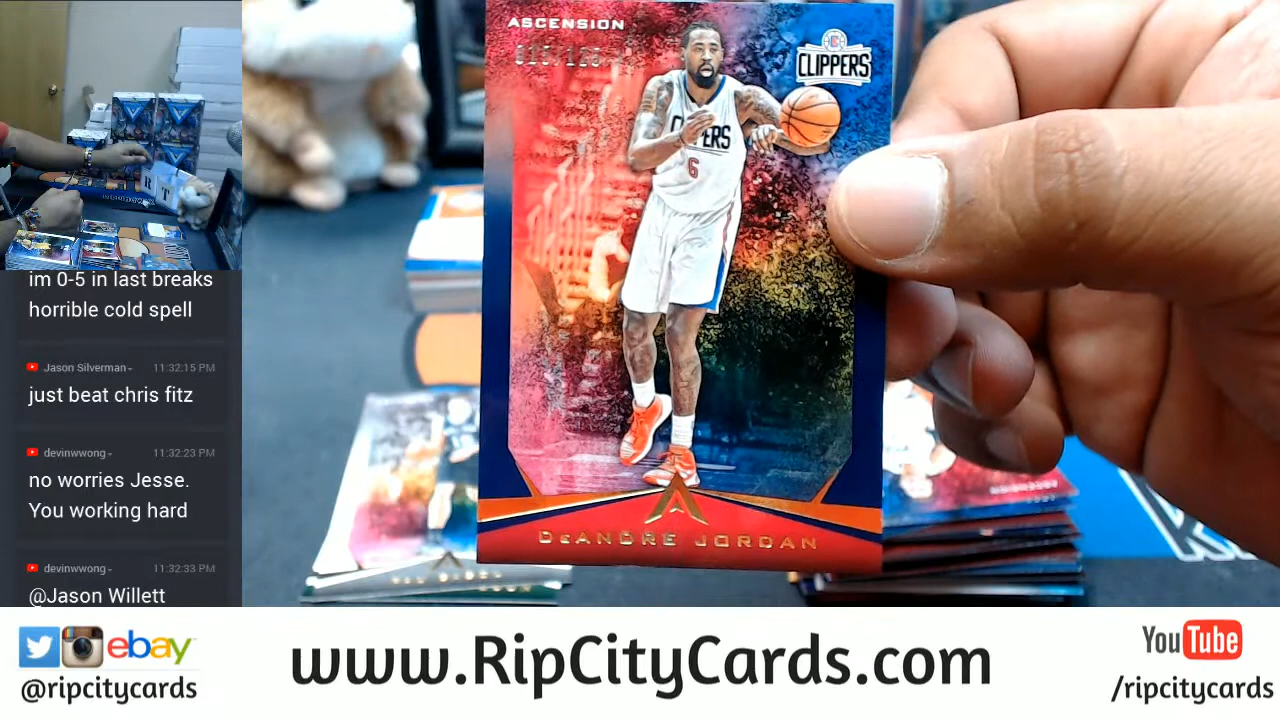 im 0-5 in last breaks
horrible cold spell
Jason Silverman 11:32:15 PM
just beat chris fitz
devinwwong 11:32:23 PM
no worries Jesse.
You working hard
devinwwong 11:32:33 PM
@Jason Willett
ASCENSION
CLIPPERS
6
DeANDRE JORDAN
ebay
@ripcitycards
www.RipCityCards.com
YouTube
/ripcitycards